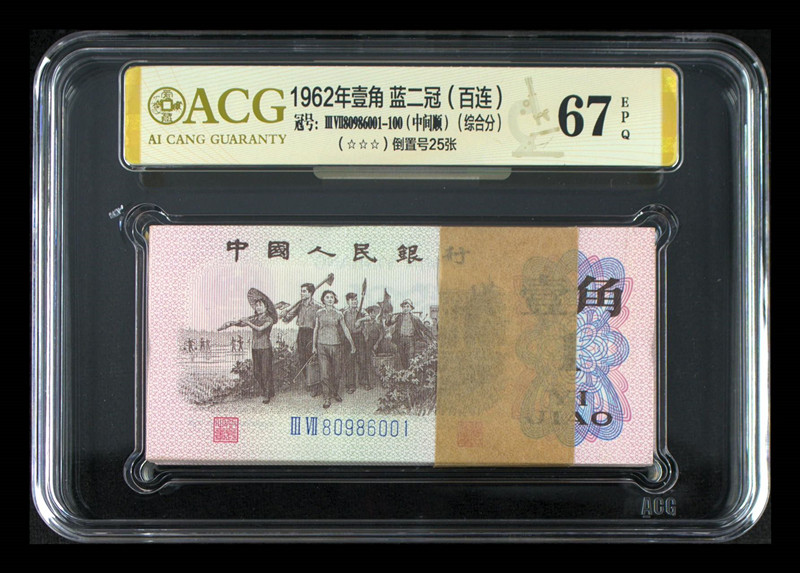 ACG
AI CANG GUARANTY
1962年壹角 蓝二冠（百连）
冠号：ⅢⅦ80986001-100（中间顺）（综合分）
（☆☆☆）倒置号25张
67
EPQ
中國人民銀行
壹角
YI
JIAO
ⅢⅦ80986001
ACG